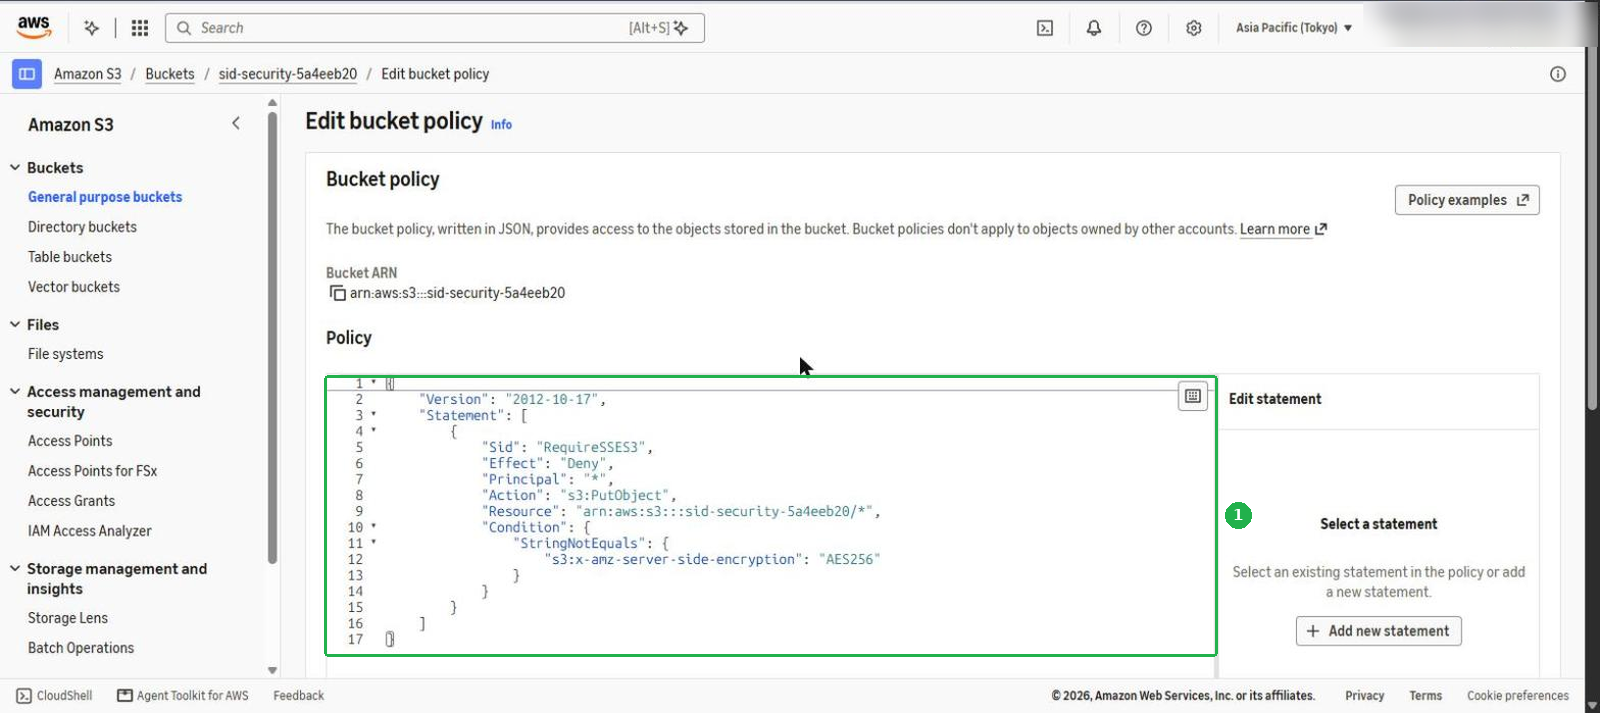 aws
Search [Alt+S]
Asia Pacific (Tokyo)
Amazon S3 / Buckets / sid-security-5a4eeb20 / Edit bucket policy
Amazon S3
Buckets
General purpose buckets
Directory buckets
Table buckets
Vector buckets
Files
File systems
Access management and
security
Access Points
Access Points for FSx
Access Grants
IAM Access Analyzer
Storage management and
insights
Storage Lens
Batch Operations
Edit bucket policy Info
Bucket policy
Policy examples
The bucket policy, written in JSON, provides access to the objects stored in the bucket. Bucket policies don't apply to objects owned by other accounts. Learn more
Bucket ARN
arn:aws:s3:::sid-security-5a4eeb20
Policy
1 {
2 "Version": "2012-10-17",
3 "Statement": [
4 {
5 "Sid": "RequireSSES3",
6 "Effect": "Deny",
7 "Principal": "*",
8 "Action": "s3:PutObject",
9 "Resource": "arn:aws:s3:::sid-security-5a4eeb20/*",
10 "Condition": {
11 "StringNotEquals": {
12 "s3:x-amz-server-side-encryption": "AES256"
13 }
14 }
15 }
16 ]
17 }
Edit statement
1
Select a statement
Select an existing statement in the policy or add
a new statement.
+ Add new statement
CloudShell Agent Toolkit for AWS Feedback
© 2026, Amazon Web Services, Inc. or its affiliates. Privacy Terms Cookie preferences